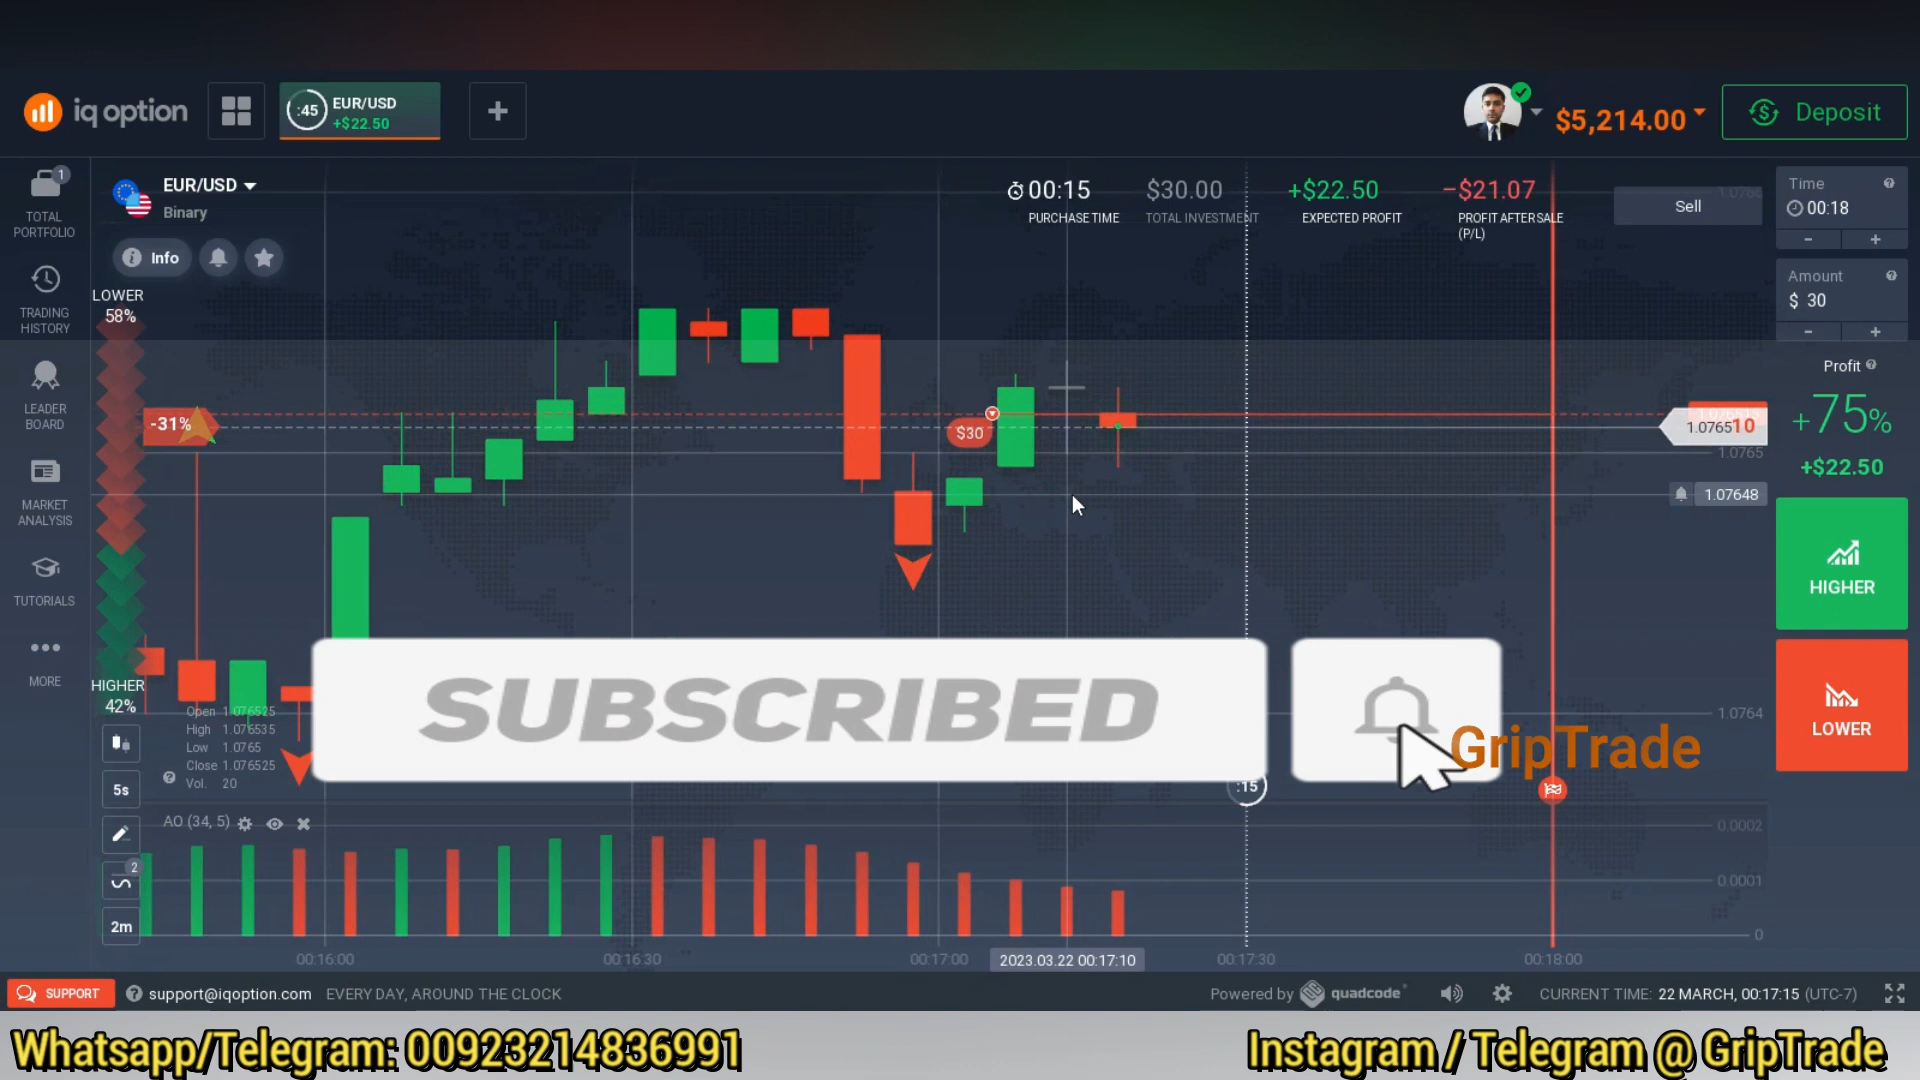 iq option
:45
EUR/USD
+$22.50
+
$5,214.00
Deposit
1
TOTAL
PORTFOLIO
TRADING
HISTORY
LEADER
BOARD
MARKET
ANALYSIS
TUTORIALS
MORE
EUR/USD
Binary
Info
LOWER
58%
-31%
HIGHER
42%
00:15
PURCHASE TIME
$30.00
TOTAL INVESTMENT
+$22.50
EXPECTED PROFIT
−$21.07
PROFIT AFTER SALE
(P/L)
Sell
Time
00:18
- +
Amount
$ 30
- +
Profit
+75%
+$22.50
HIGHER
LOWER
$30
1.076510
1.0765
1.07648
1.0764
Open 1.076525
High 1.076535
Low 1.0765
Close 1.076525
Vol. 20
SUBSCRIBED
GripTrade
:15
5s
2
2m
AO (34, 5)
0.0002
0.0001
0
00:16:00
00:16:30
00:17:00
2023.03.22 00:17:10
00:17:30
00:18:00
SUPPORT
support@iqoption.com
EVERY DAY, AROUND THE CLOCK
Powered by quadcode
CURRENT TIME: 22 MARCH, 00:17:15 (UTC-7)
Whatsapp/Telegram: 00923214836991
Instagram / Telegram @ GripTrade